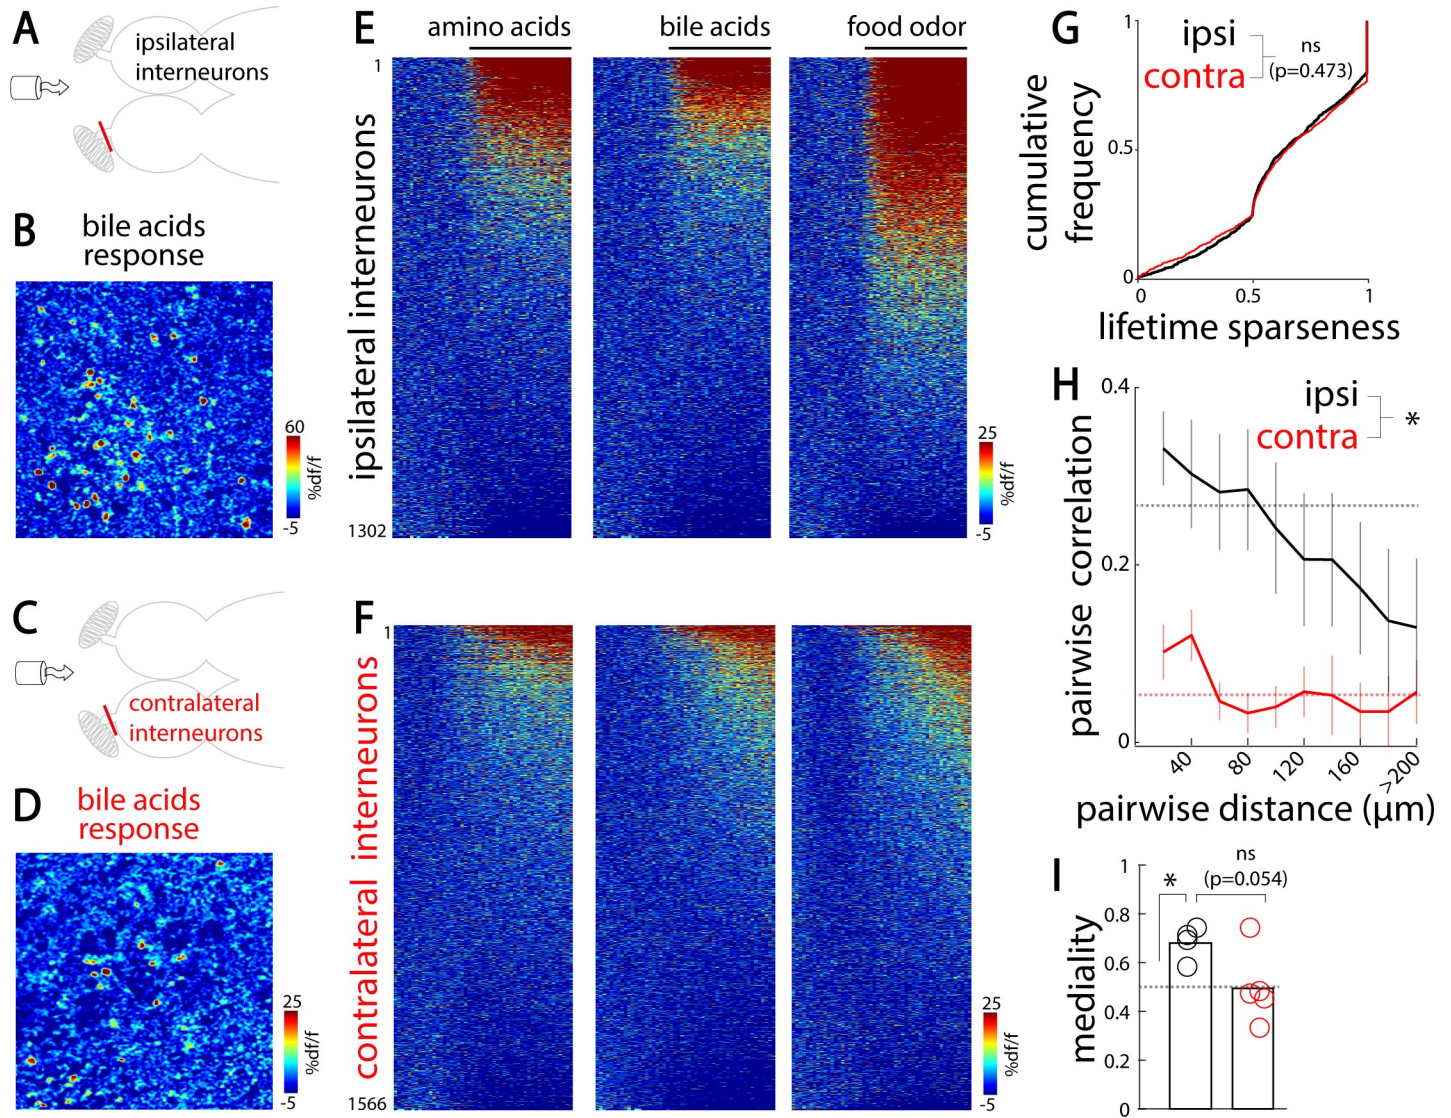 A
ipsilateral
interneurons
B
bile acids
response
60
%df/f
-5
C
contralateral
interneurons
D
bile acids
response
25
%df/f
-5
E
amino acids
bile acids
food odor
1
ipsilateral interneurons
1302
25
%df/f
-5
F
1
contralateral interneurons
1566
25
%df/f
-5
G
ipsi
contra
ns
(p=0.473)
1
0.5
0
cumulative
frequency
0
0.5
1
lifetime sparseness
H
ipsi
contra
*
0.4
0.2
0
pairwise correlation
40
80
120
160
>200
pairwise distance (μm)
I
ns
(p=0.054)
*
1
0.8
0.6
0.4
0.2
0
mediality